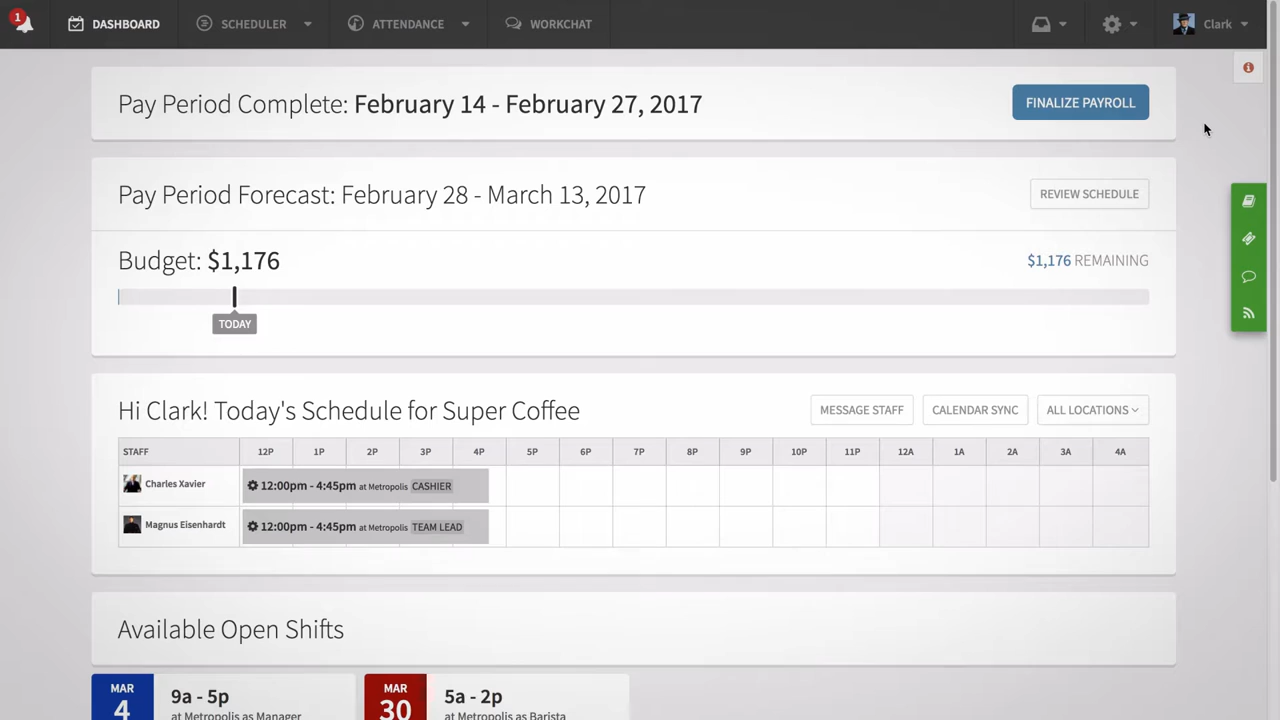 1
DASHBOARD
SCHEDULER
ATTENDANCE
WORKCHAT
Clark
Pay Period Complete: February 14 - February 27, 2017
FINALIZE PAYROLL
Pay Period Forecast: February 28 - March 13, 2017
REVIEW SCHEDULE
Budget: $1,176
$1,176 REMAINING
TODAY
Hi Clark! Today's Schedule for Super Coffee
MESSAGE STAFF
CALENDAR SYNC
ALL LOCATIONS
STAFF 12P 1P 2P 3P 4P 5P 6P 7P 8P 9P 10P 11P 12A 1A 2A 3A 4A
Charles Xavier 12:00pm - 4:45pm at Metropolis CASHIER
Magnus Eisenhardt 12:00pm - 4:45pm at Metropolis TEAM LEAD
Available Open Shifts
MAR
4
9a - 5p
at Metropolis as Manager
MAR
30
5a - 2p
at Metropolis as Barista